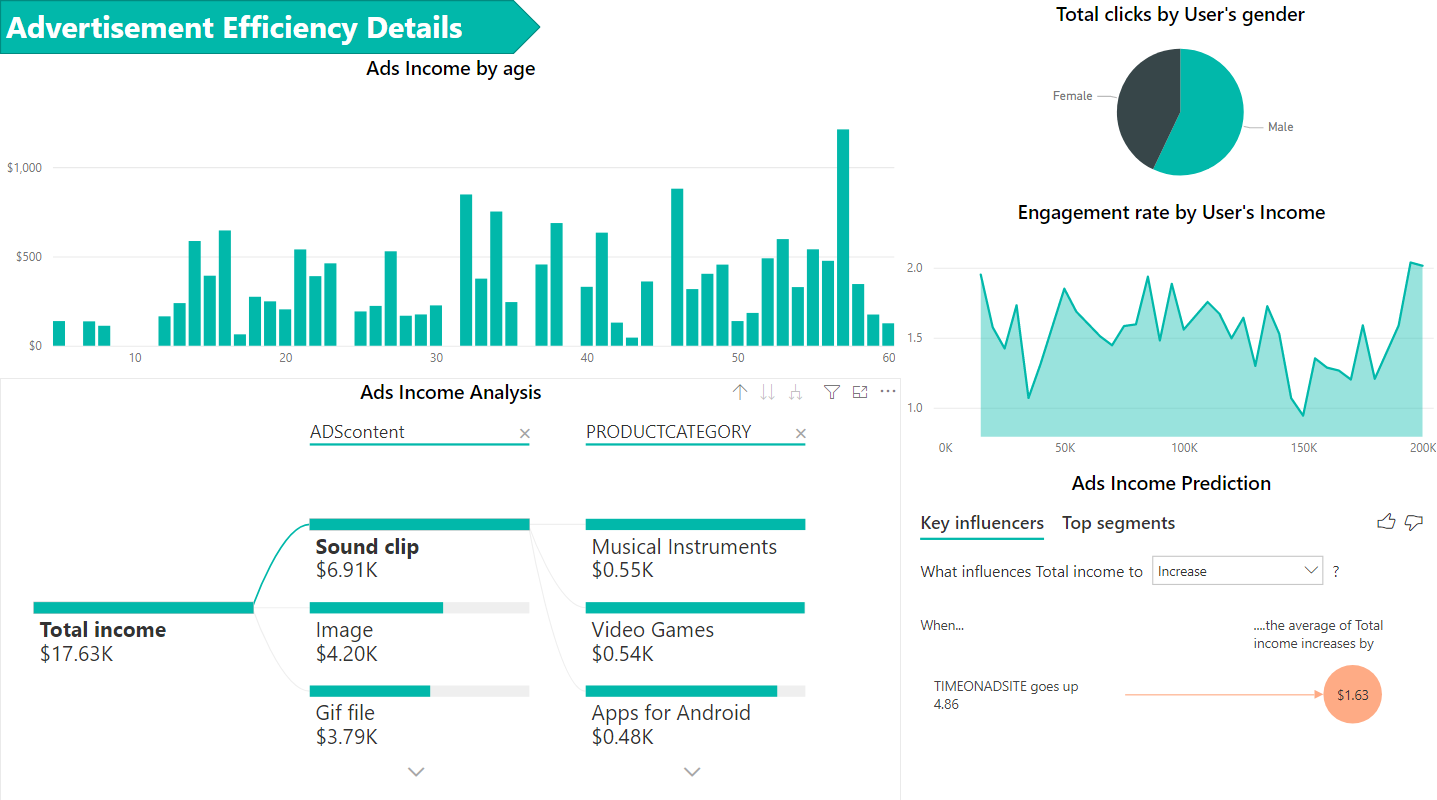 Advertisement Efficiency Details
Ads Income by age
$1,000
$500
$0
10 20 30 40 50 60
Total clicks by User's gender
Female
Male
Engagement rate by User's Income
2.0
1.5
1.0
0K 50K 100K 150K 200K
Ads Income Analysis
ADScontent
PRODUCTCATEGORY
Total income
$17.63K
Sound clip
$6.91K
Image
$4.20K
Gif file
$3.79K
Musical Instruments
$0.55K
Video Games
$0.54K
Apps for Android
$0.48K
Ads Income Prediction
Key influencers Top segments
What influences Total income to Increase ?
When...
....the average of Total
income increases by
TIMEONADSITE goes up
4.86
$1.63